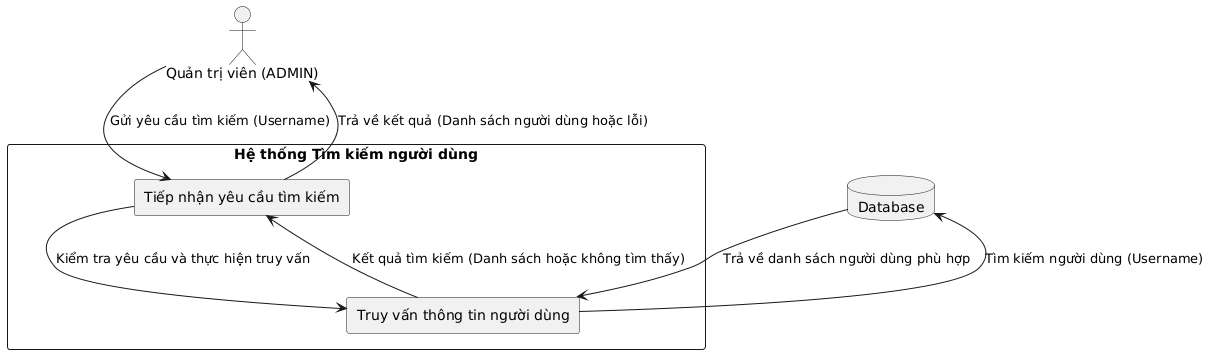 Quản trị viên (ADMIN)
Gửi yêu cầu tìm kiếm (Username)
Trả về kết quả (Danh sách người dùng hoặc lỗi)
Hệ thống Tìm kiếm người dùng
Tiếp nhận yêu cầu tìm kiếm
Database
Kiểm tra yêu cầu và thực hiện truy vấn
Kết quả tìm kiếm (Danh sách hoặc không tìm thấy)
Trả về danh sách người dùng phù hợp
Tìm kiếm người dùng (Username)
Truy vấn thông tin người dùng